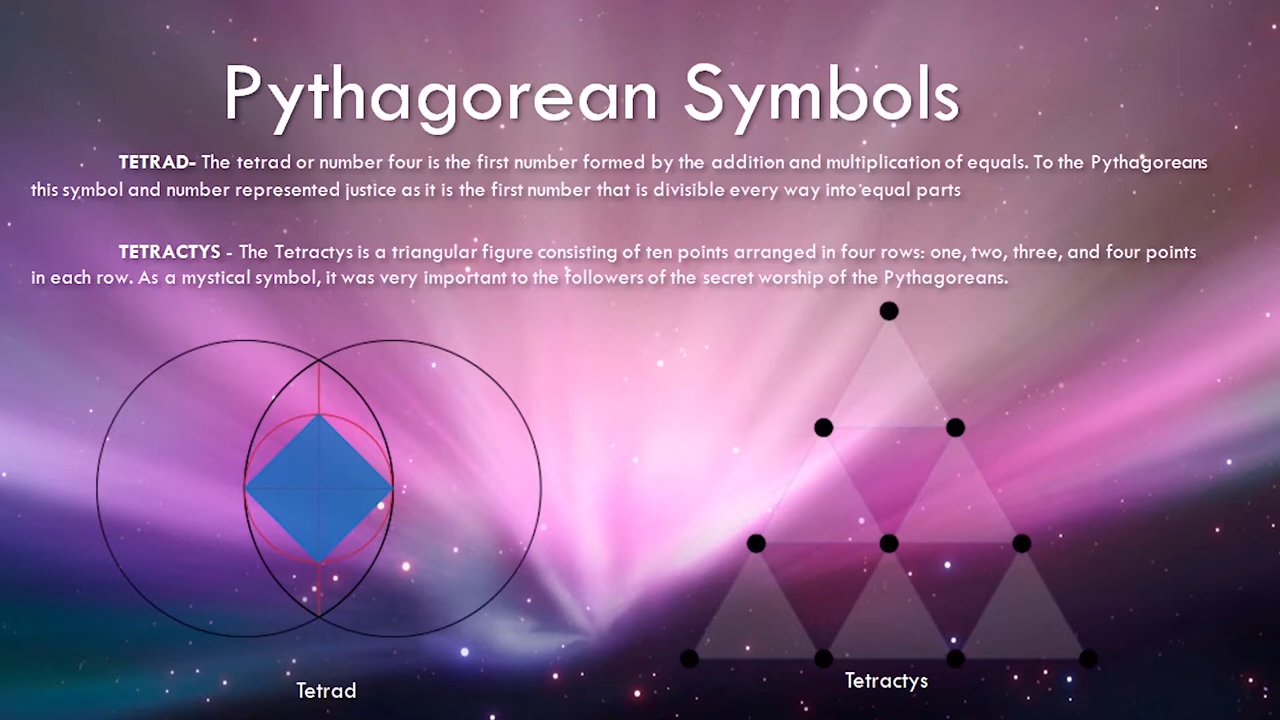 Pythagorean Symbols
TETRAD- The tetrad or number four is the first number formed by the addition and multiplication of equals. To the Pythagoreans
this symbol and number represented justice as it is the first number that is divisible every way into equal parts
TETRACTYS - The Tetractys is a triangular figure consisting of ten points arranged in four rows: one, two, three, and four points
in each row. As a mystical symbol, it was very important to the followers of the secret worship of the Pythagoreans.
Tetrad
Tetractys